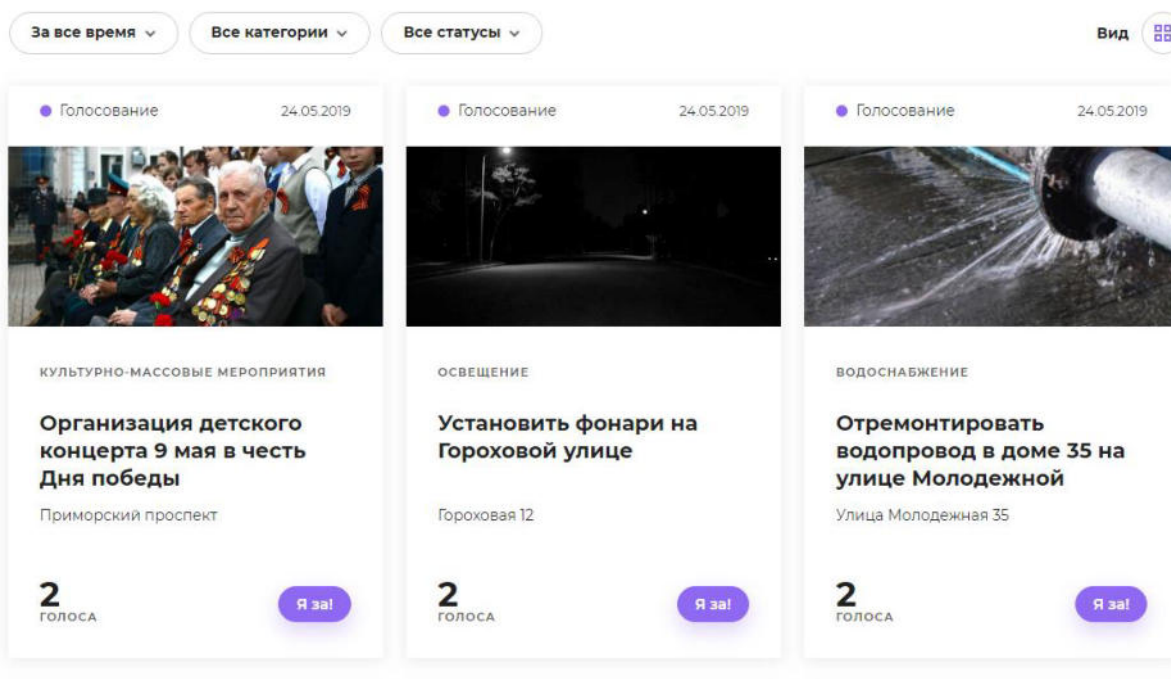 За все время
Все категории
Все статусы
Вид
Голосование
24.05.2019
КУЛЬТУРНО-МАССОВЫЕ МЕРОПРИЯТИЯ
Организация детского
концерта 9 мая в честь
Дня победы
Приморский проспект
2
ГОЛОСА
Я за!
Голосование
24.05.2019
ОСВЕЩЕНИЕ
Установить фонари на
Гороховой улице
Гороховая 12
2
ГОЛОСА
Я за!
Голосование
24.05.2019
ВОДОСНАБЖЕНИЕ
Отремонтировать
водопровод в доме 35 на
улице Молодежной
Улица Молодежная 35
2
ГОЛОСА
Я за!